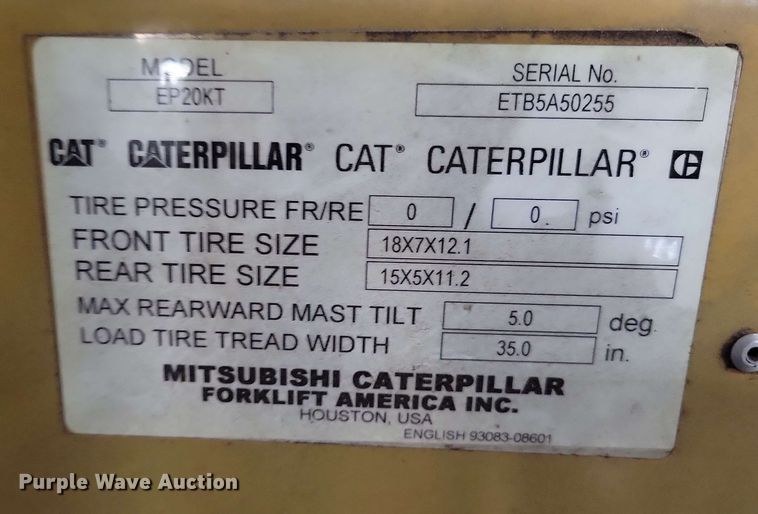 MODEL SERIAL No.
EP20KT ETB5A50255
CAT® CATERPILLAR® CAT® CATERPILLAR®
TIRE PRESSURE FR/RE 0 / 0. psi
FRONT TIRE SIZE 18X7X12.1
REAR TIRE SIZE 15X5X11.2
MAX REARWARD MAST TILT 5.0 deg.
LOAD TIRE TREAD WIDTH 35.0 in.
MITSUBISHI CATERPILLAR
FORKLIFT AMERICA INC.
HOUSTON, USA
ENGLISH 93083-08601
Purple Wave Auction